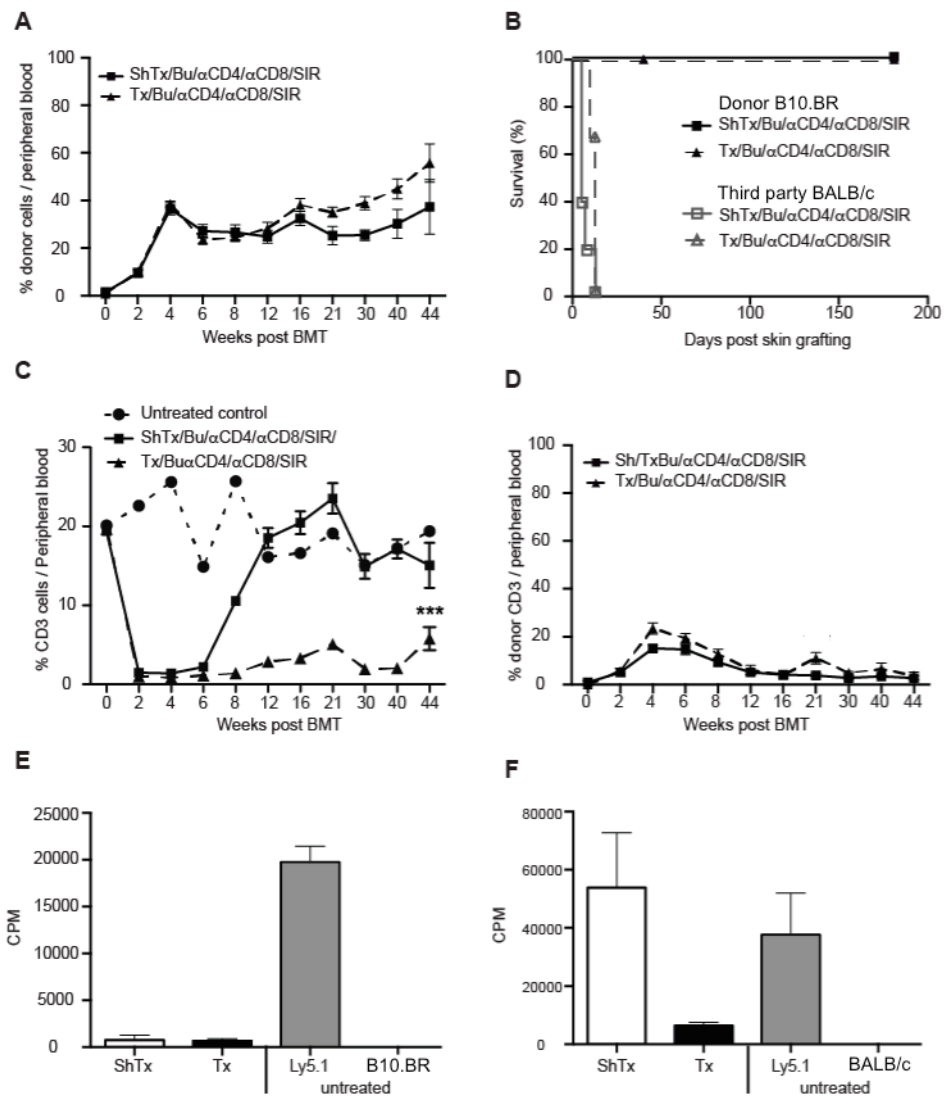 A
100
80
60
40
20
0
% donor cells / peripheral blood
ShTx/Bu/αCD4/αCD8/SIR
Tx/Bu/αCD4/αCD8/SIR
0 2 4 6 8 12 16 21 30 40 44
Weeks post BMT
B
100
80
60
40
20
0
Survival (%)
Donor B10.BR
ShTx/Bu/αCD4/αCD8/SIR
Tx/Bu/αCD4/αCD8/SIR
Third party BALB/c
ShTx/Bu/αCD4/αCD8/SIR
Tx/Bu/αCD4/αCD8/SIR
0 50 100 150 200
Days post skin grafting
C
Untreated control
ShTx/Bu/αCD4/αCD8/SIR/
Tx/BuαCD4/αCD8/SIR
30
20
10
0
% CD3 cells / Peripheral blood
***
0 2 4 6 8 12 16 21 30 40 44
Weeks post BMT
D
100
80
60
40
20
0
% donor CD3 / peripheral blood
Sh/TxBu/αCD4/αCD8/SIR
Tx/Bu/αCD4/αCD8/SIR
0 2 4 6 8 12 16 21 30 40 44
Weeks post BMT
E
25000
20000
15000
10000
5000
0
CPM
ShTx Tx Ly5.1 B10.BR
untreated
F
80000
60000
40000
20000
0
CPM
ShTx Tx Ly5.1 BALB/c
untreated